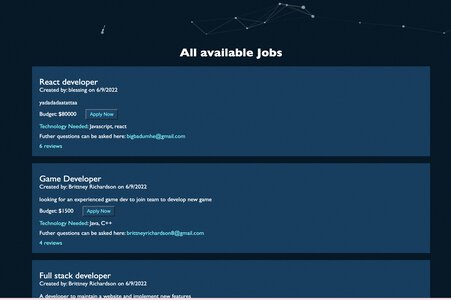 All available Jobs
React developer
Created by: blessing on 6/9/2022
yadadadaatattaa
Budget: $80000 Apply Now
Technology Needed: Javascript, react
Futher questions can be asked here: bigbadumhe@gmail.com
6 reviews
Game Developer
Created by: Brittney Richardson on 6/9/2022
looking for an experienced game dev to join team to develop new game
Budget: $1500 Apply Now
Technology Needed: Java, C++
Futher questions can be asked here: brittneyrichardson8@gmail.com
4 reviews
Full stack developer
Created by: Brittney Richardson on 6/9/2022
A developer to maintain a website and implement new features